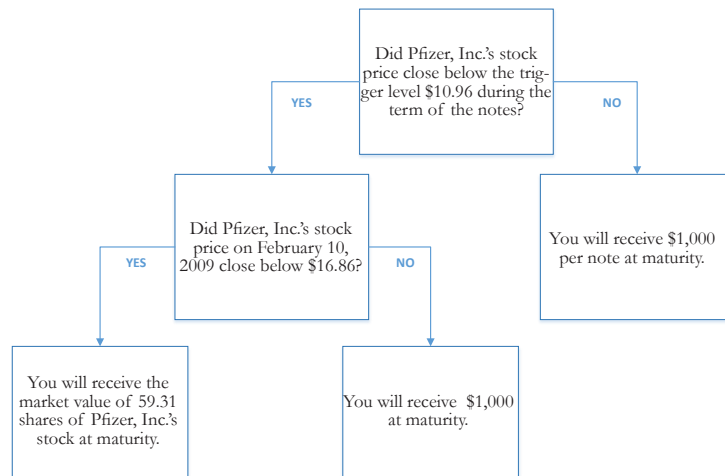 Did Pfizer, Inc.'s stock
price close below the trig-
ger level $10.96 during the
term of the notes?
YES
NO
Did Pfizer, Inc.'s stock
price on February 10,
2009 close below $16.86?
You will receive $1,000
per note at maturity.
YES
NO
You will receive the
market value of 59.31
shares of Pfizer, Inc.'s
stock at maturity.
You will receive $1,000
at maturity.